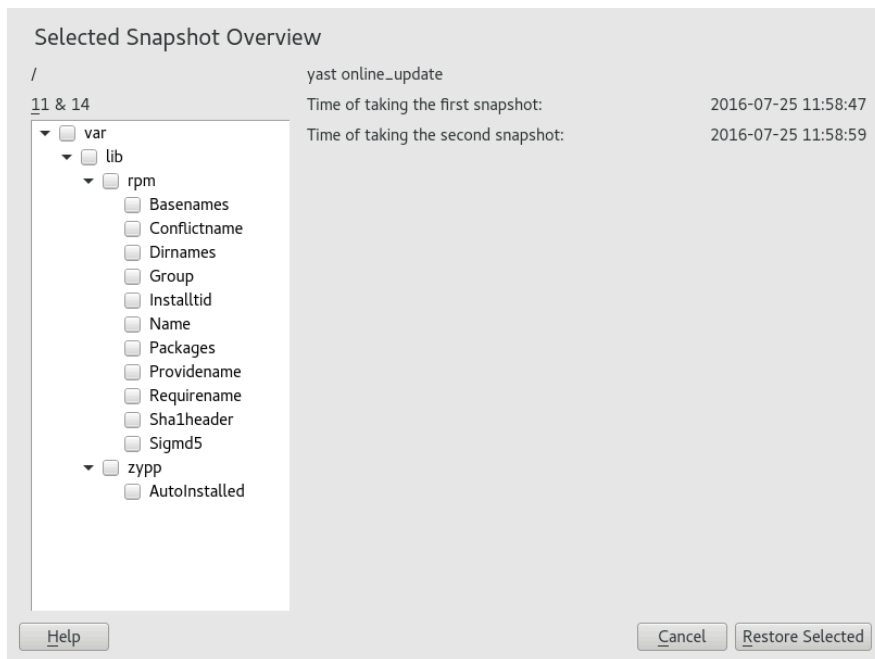 Selected Snapshot Overview
/
yast online_update
11 & 14
Time of taking the first snapshot: 2016-07-25 11:58:47
Time of taking the second snapshot: 2016-07-25 11:58:59
var
lib
rpm
Basenames
Conflictname
Dirnames
Group
Installtid
Name
Packages
Providename
Requirename
Sha1header
Sigmd5
zypp
AutoInstalled
Help
Cancel
Restore Selected